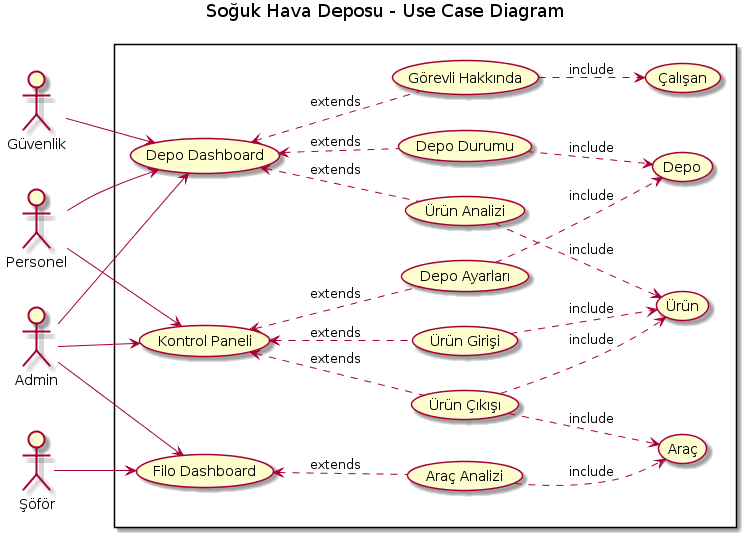 Soğuk Hava Deposu - Use Case Diagram
Güvenlik
Personel
Admin
Şöför
Depo Dashboard
Kontrol Paneli
Filo Dashboard
extends
extends
extends
extends
extends
extends
extends
Görevli Hakkında
Depo Durumu
Ürün Analizi
Depo Ayarları
Ürün Girişi
Ürün Çıkışı
Araç Analizi
include
include
include
include
include
include
include
include
Çalışan
Depo
Ürün
Araç